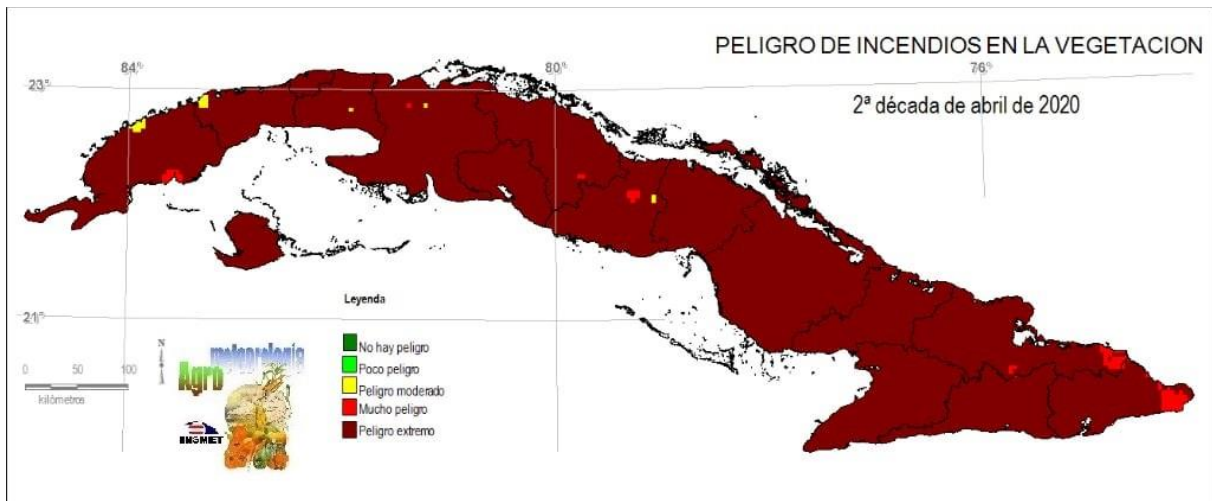 PELIGRO DE INCENDIOS EN LA VEGETACION
2ª década de abril de 2020
84
80
76
23
21
Leyenda
No hay peligro
Poco peligro
Peligro moderado
Mucho peligro
Peligro extremo
N
0 50 100
kilómetros
Agro
meteorología
INSMET